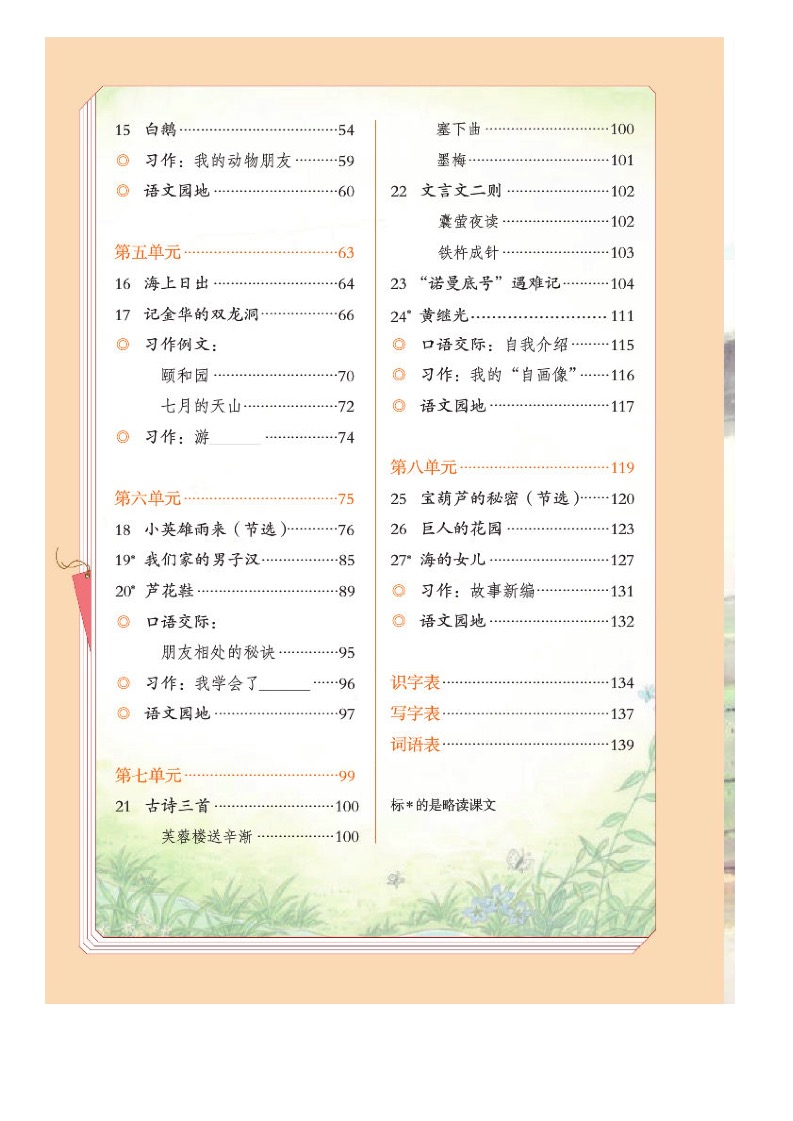 15 白鹅……………………………54
◎ 习作：我的动物朋友………59
◎ 语文园地……………………60
第五单元…………………………63
16 海上日出……………………64
17 记金华的双龙洞……………66
◎ 习作例文：
颐和园……………………70
七月的天山………………72
◎ 习作：游______……………74
第六单元…………………………75
18 小英雄雨来（节选）………76
19* 我们家的男子汉……………85
20* 芦花鞋………………………89
◎ 口语交际：
朋友相处的秘诀…………95
◎ 习作：我学会了______……96
◎ 语文园地……………………97
第七单元…………………………99
21 古诗三首……………………100
芙蓉楼送辛渐……………100
塞下曲……………………100
墨梅………………………101
22 文言文二则…………………102
囊萤夜读…………………102
铁杵成针…………………103
23 “诺曼底号”遇难记………104
24* 黄继光………………………111
◎ 口语交际：自我介绍………115
◎ 习作：我的“自画像”……116
◎ 语文园地……………………117
第八单元…………………………119
25 宝葫芦的秘密（节选）……120
26 巨人的花园…………………123
27* 海的女儿……………………127
◎ 习作：故事新编……………131
◎ 语文园地……………………132
识字表……………………………134
写字表……………………………137
词语表……………………………139
标*的是略读课文